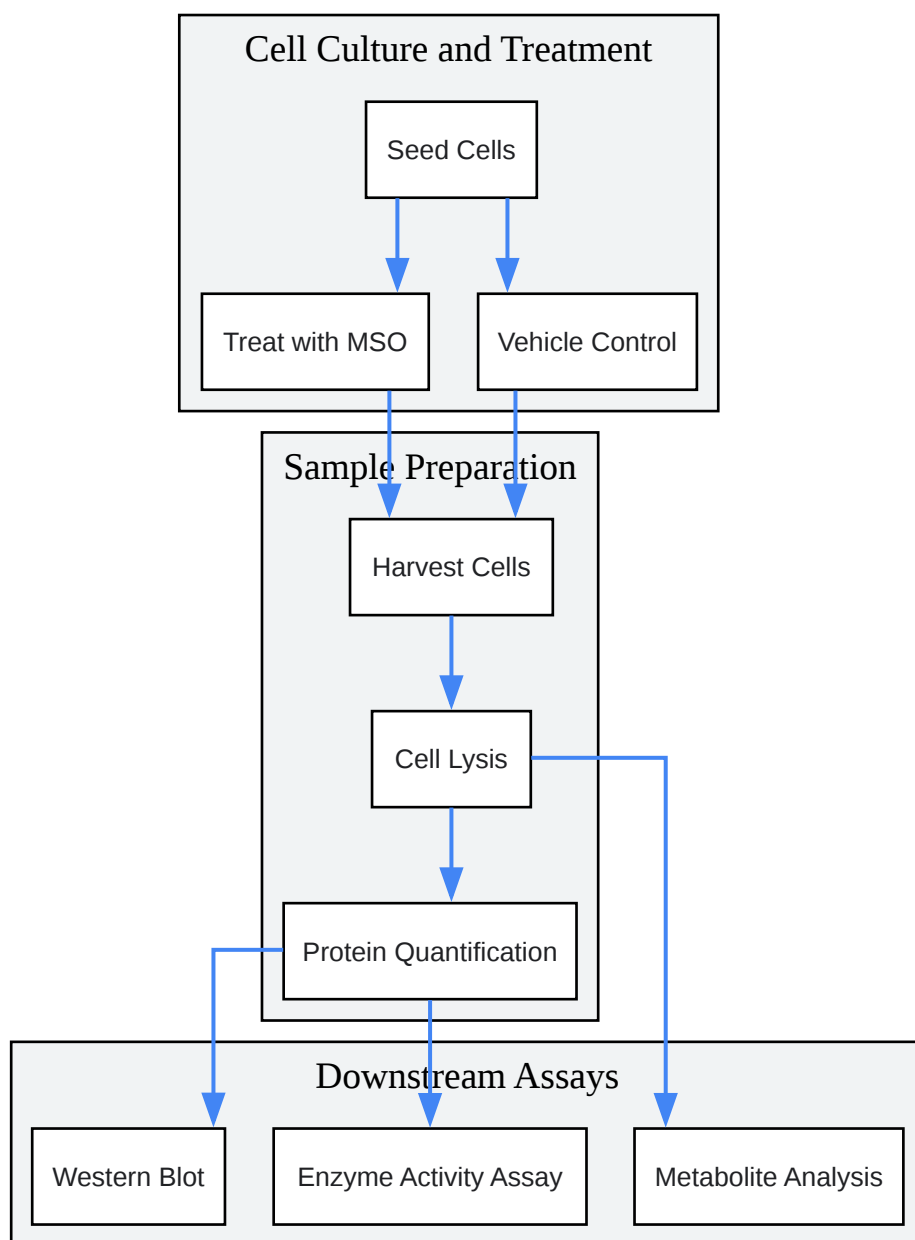 Cell Culture and Treatment
Seed Cells
Treat with MSO
Vehicle Control
Sample Preparation
Harvest Cells
Cell Lysis
Protein Quantification
Downstream Assays
Western Blot
Enzyme Activity Assay
Metabolite Analysis